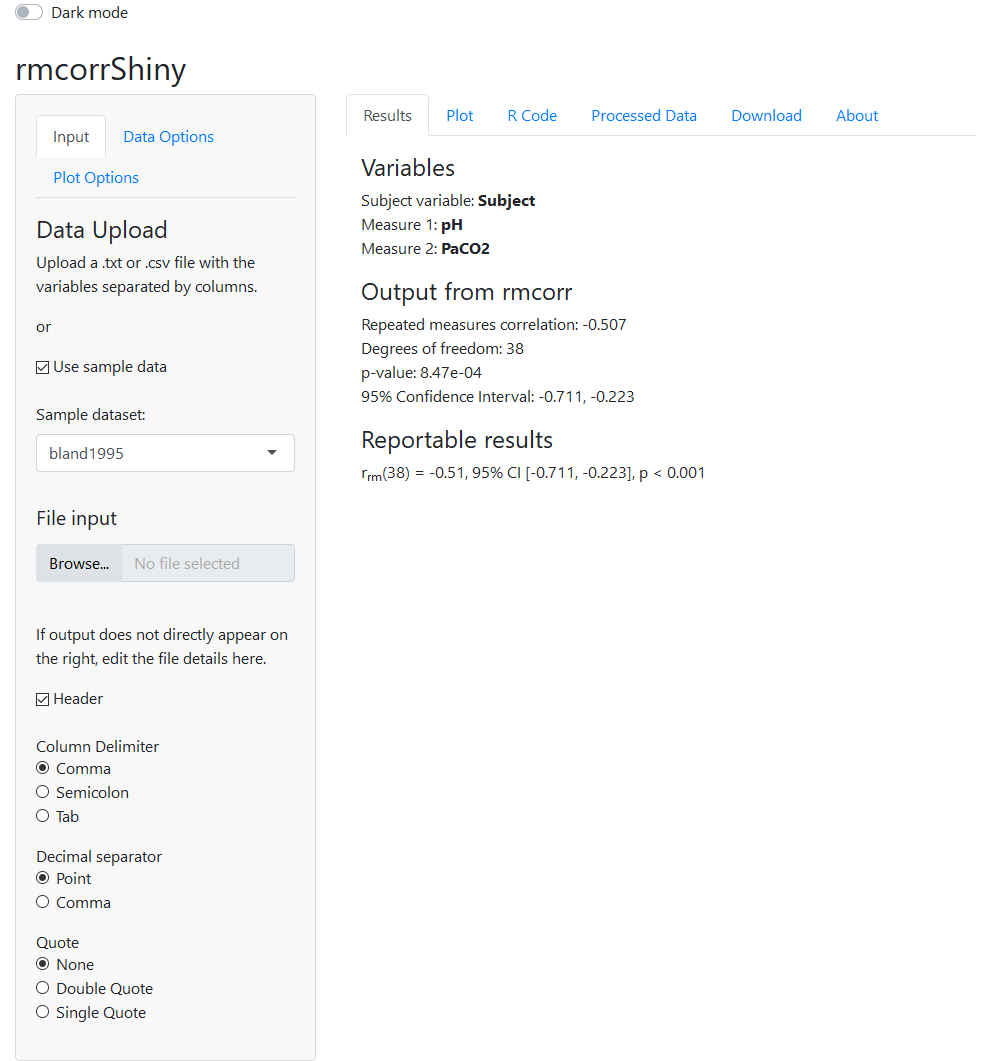 Dark mode
rmcorrShiny
Input
Data Options
Plot Options
Data Upload
Upload a .txt or .csv file with the
variables separated by columns.
or
Use sample data
Sample dataset:
bland1995
File input
Browse...
No file selected
If output does not directly appear on
the right, edit the file details here.
Header
Column Delimiter
Comma
Semicolon
Tab
Decimal separator
Point
Comma
Quote
None
Double Quote
Single Quote
Results
Plot
R Code
Processed Data
Download
About
Variables
Subject variable: Subject
Measure 1: pH
Measure 2: PaCO2
Output from rmcorr
Repeated measures correlation: -0.507
Degrees of freedom: 38
p-value: 8.47e-04
95% Confidence Interval: -0.711, -0.223
Reportable results
rrm(38) = -0.51, 95% CI [-0.711, -0.223], p < 0.001